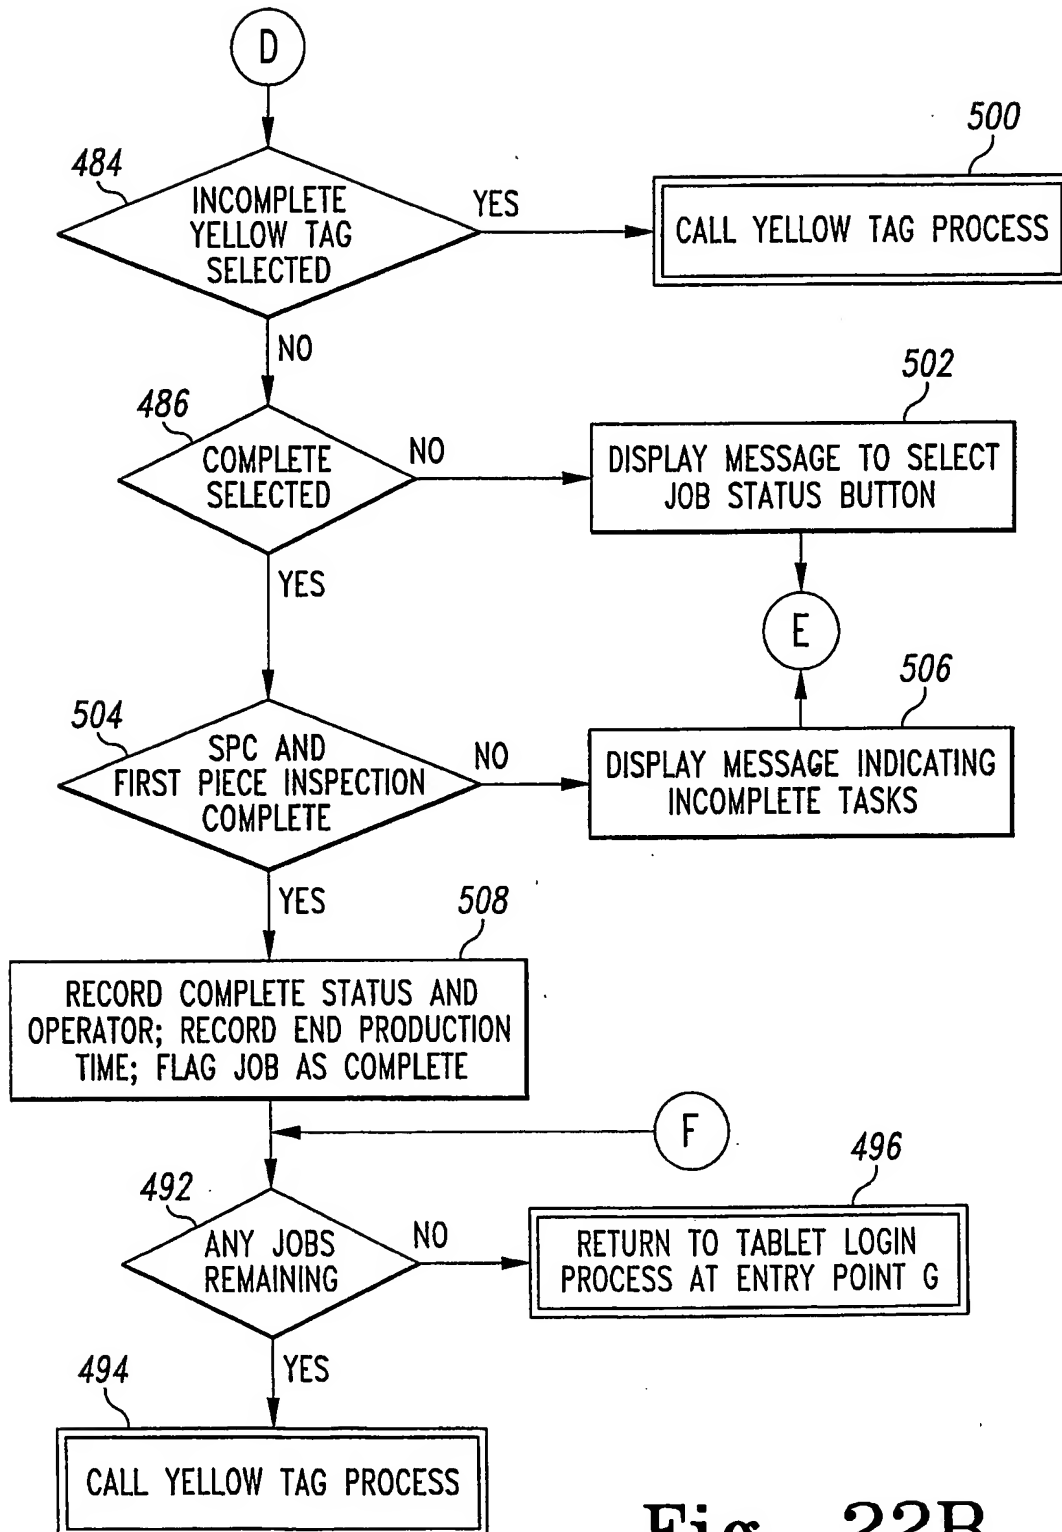 D
484
INCOMPLETE
YELLOW TAG
SELECTED
YES
500
CALL YELLOW TAG PROCESS
NO
486
COMPLETE
SELECTED
NO
502
DISPLAY MESSAGE TO SELECT
JOB STATUS BUTTON
YES
E
504
SPC AND
FIRST PIECE INSPECTION
COMPLETE
NO
506
DISPLAY MESSAGE INDICATING
INCOMPLETE TASKS
YES
508
RECORD COMPLETE STATUS AND
OPERATOR; RECORD END PRODUCTION
TIME; FLAG JOB AS COMPLETE
F
492
ANY JOBS
REMAINING
NO
496
RETURN TO TABLET LOGIN
PROCESS AT ENTRY POINT G
YES
494
CALL YELLOW TAG PROCESS
Fig. 22B